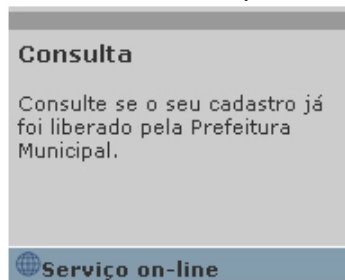 Consulta
Consulte se o seu cadastro já
foi liberado pela Prefeitura
Municipal.
Serviço on-line